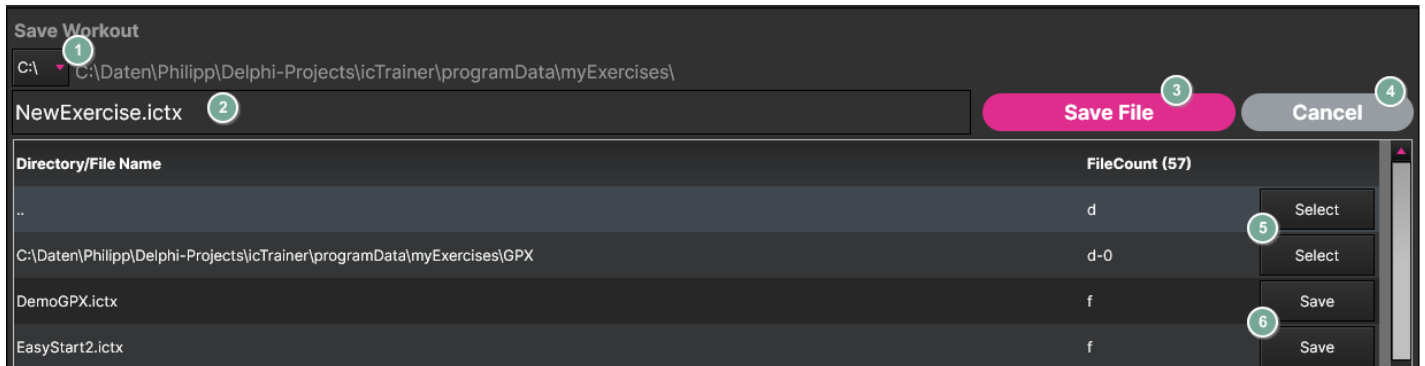 Save Workout
1
C:\ C:\Daten\Philipp\Delphi-Projects\icTrainer\programData\myExercises\
NewExercise.ictx 2 Save File 3 Cancel 4
Directory/File Name FileCount (57)
.. d Select
5
C:\Daten\Philipp\Delphi-Projects\icTrainer\programData\myExercises\GPX d-0 Select
DemoGPX.ictx f Save
6
EasyStart2.ictx f Save